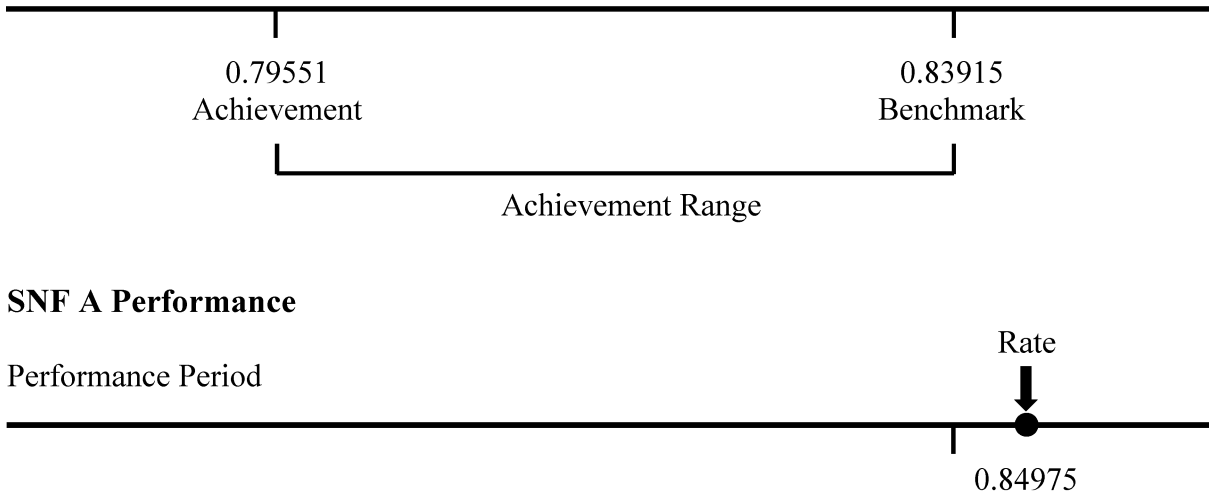 0.79551 0.83915
Achievement Benchmark
Achievement Range
SNF A Performance
Rate
Performance Period
0.84975